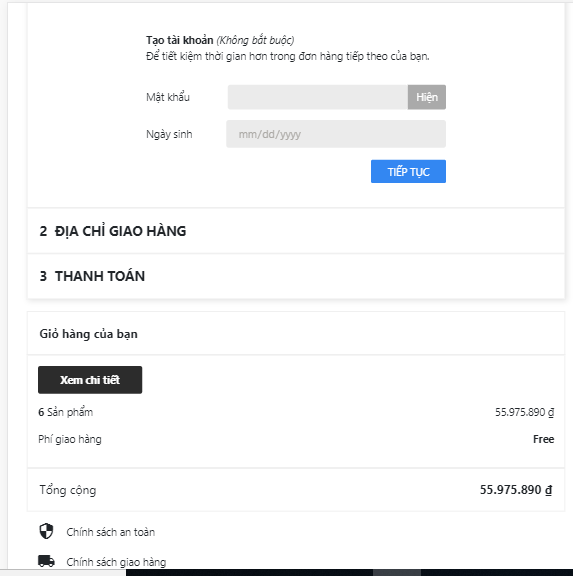 Tạo tài khoản (Không bắt buộc)
Để tiết kiệm thời gian hơn trong đơn hàng tiếp theo của bạn.
Mật khẩu Hiện
Ngày sinh mm/dd/yyyy
TIẾP TỤC
2 ĐỊA CHỈ GIAO HÀNG
3 THANH TOÁN
Giỏ hàng của bạn
Xem chi tiết
6 Sản phẩm 55.975.890 ₫
Phí giao hàng Free
Tổng cộng 55.975.890 ₫
Chính sách an toàn
Chính sách giao hàng